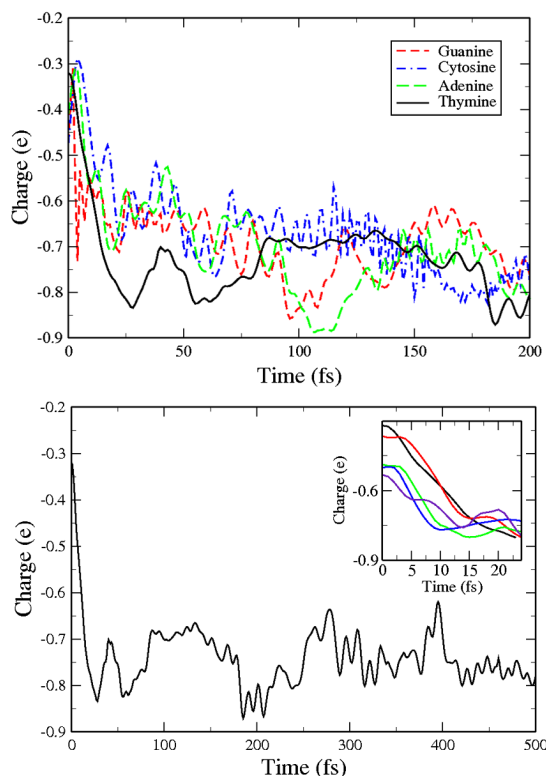 -0.2
-0.3
-0.4
-0.5
-0.6
-0.7
-0.8
-0.9
Charge (e)
Guanine
Cytosine
Adenine
Thymine
0 50 100 150 200
Time (fs)
-0.2
-0.3
-0.4
-0.5
-0.6
-0.7
-0.8
-0.9
Charge (e)
-0.6
-0.9
Charge (e)
0 5 10 15 20
Time (fs)
0 100 200 300 400 500
Time (fs)